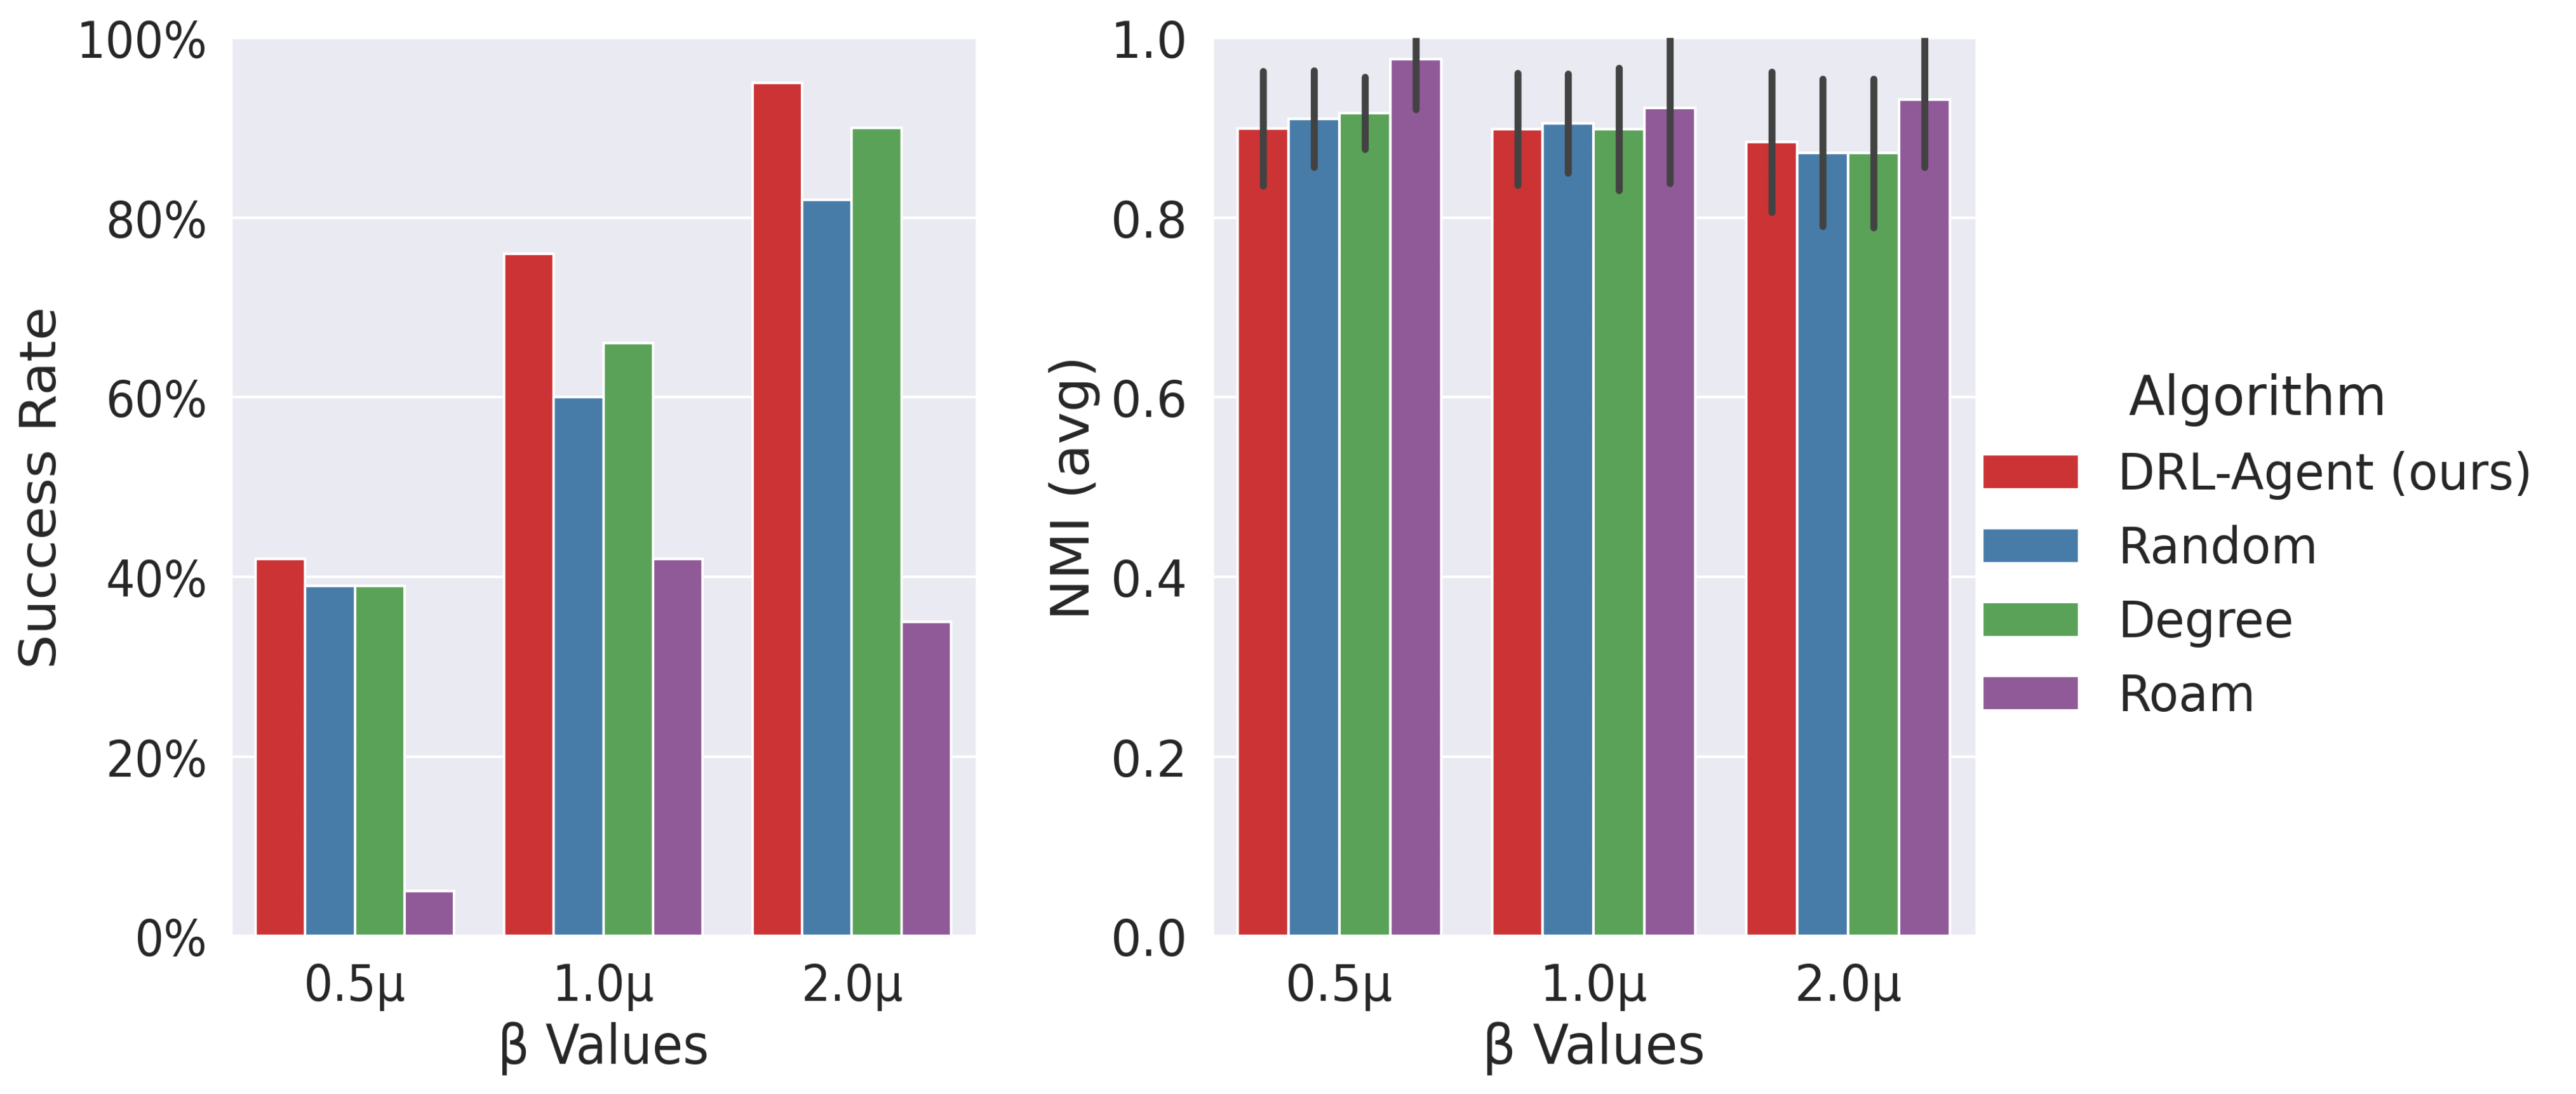 100%
80%
60%
40%
20%
0%
Success Rate
0.5μ 1.0μ 2.0μ
β Values
1.0
0.8
0.6
0.4
0.2
0.0
NMI (avg)
0.5μ 1.0μ 2.0μ
β Values
Algorithm
DRL-Agent (ours)
Random
Degree
Roam